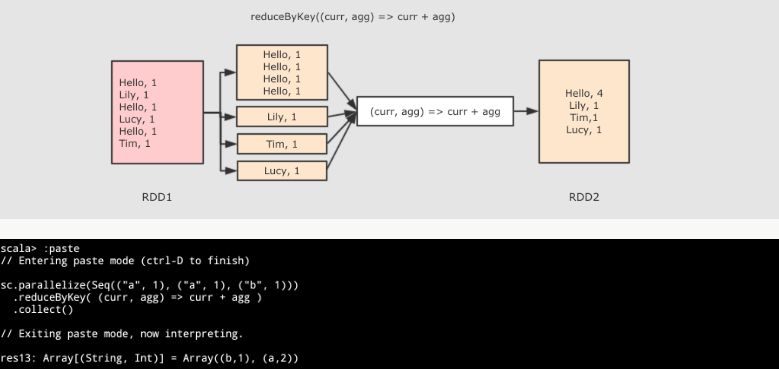 reduceByKey((curr, agg) => curr + agg)
Hello, 1
Lily, 1
Hello, 1
Lucy, 1
Hello, 1
Tim, 1
RDD1
Hello, 1
Hello, 1
Hello, 1
Hello, 1
Lily, 1
Tim, 1
Lucy, 1
(curr, agg) => curr + agg
Hello, 4
Lily, 1
Tim,1
Lucy, 1
RDD2
scala> :paste
// Entering paste mode (ctrl-D to finish)
sc.parallelize(Seq(("a", 1), ("a", 1), ("b", 1)))
  .reduceByKey( (curr, agg) => curr + agg )
  .collect()
// Exiting paste mode, now interpreting.
res13: Array[(String, Int)] = Array((b,1), (a,2))